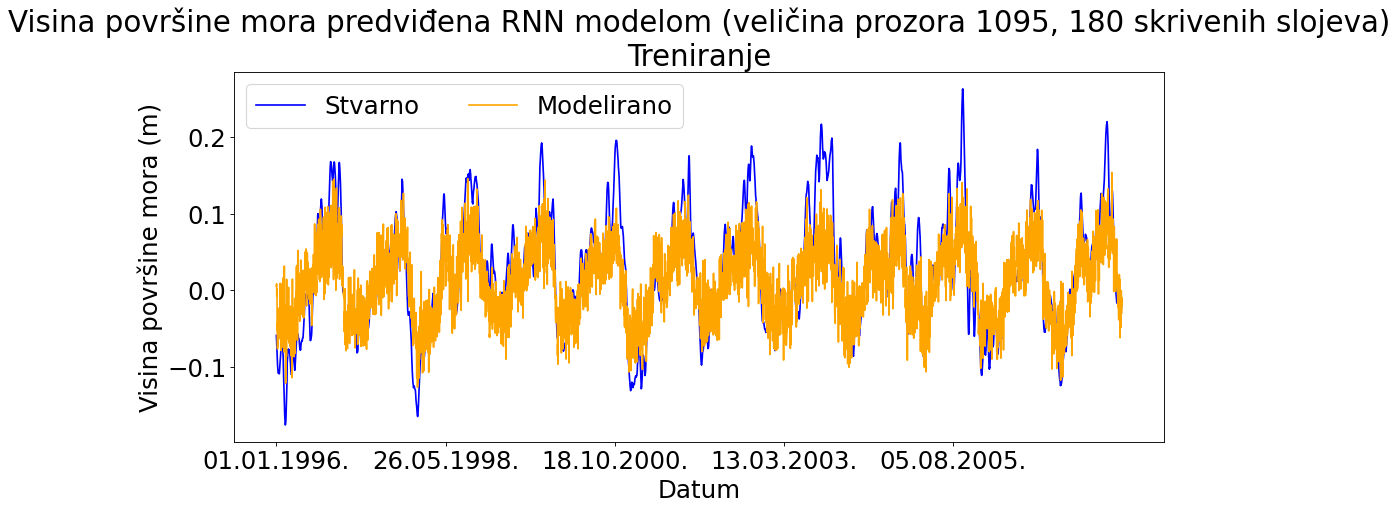 Visina površine mora predviđena RNN modelom (veličina prozora 1095, 180 skrivenih slojeva)
Treniranje
Stvarno Modelirano
Visina površine mora (m)
0.2
0.1
0.0
−0.1
01.01.1996. 26.05.1998. 18.10.2000. 13.03.2003. 05.08.2005.
Datum